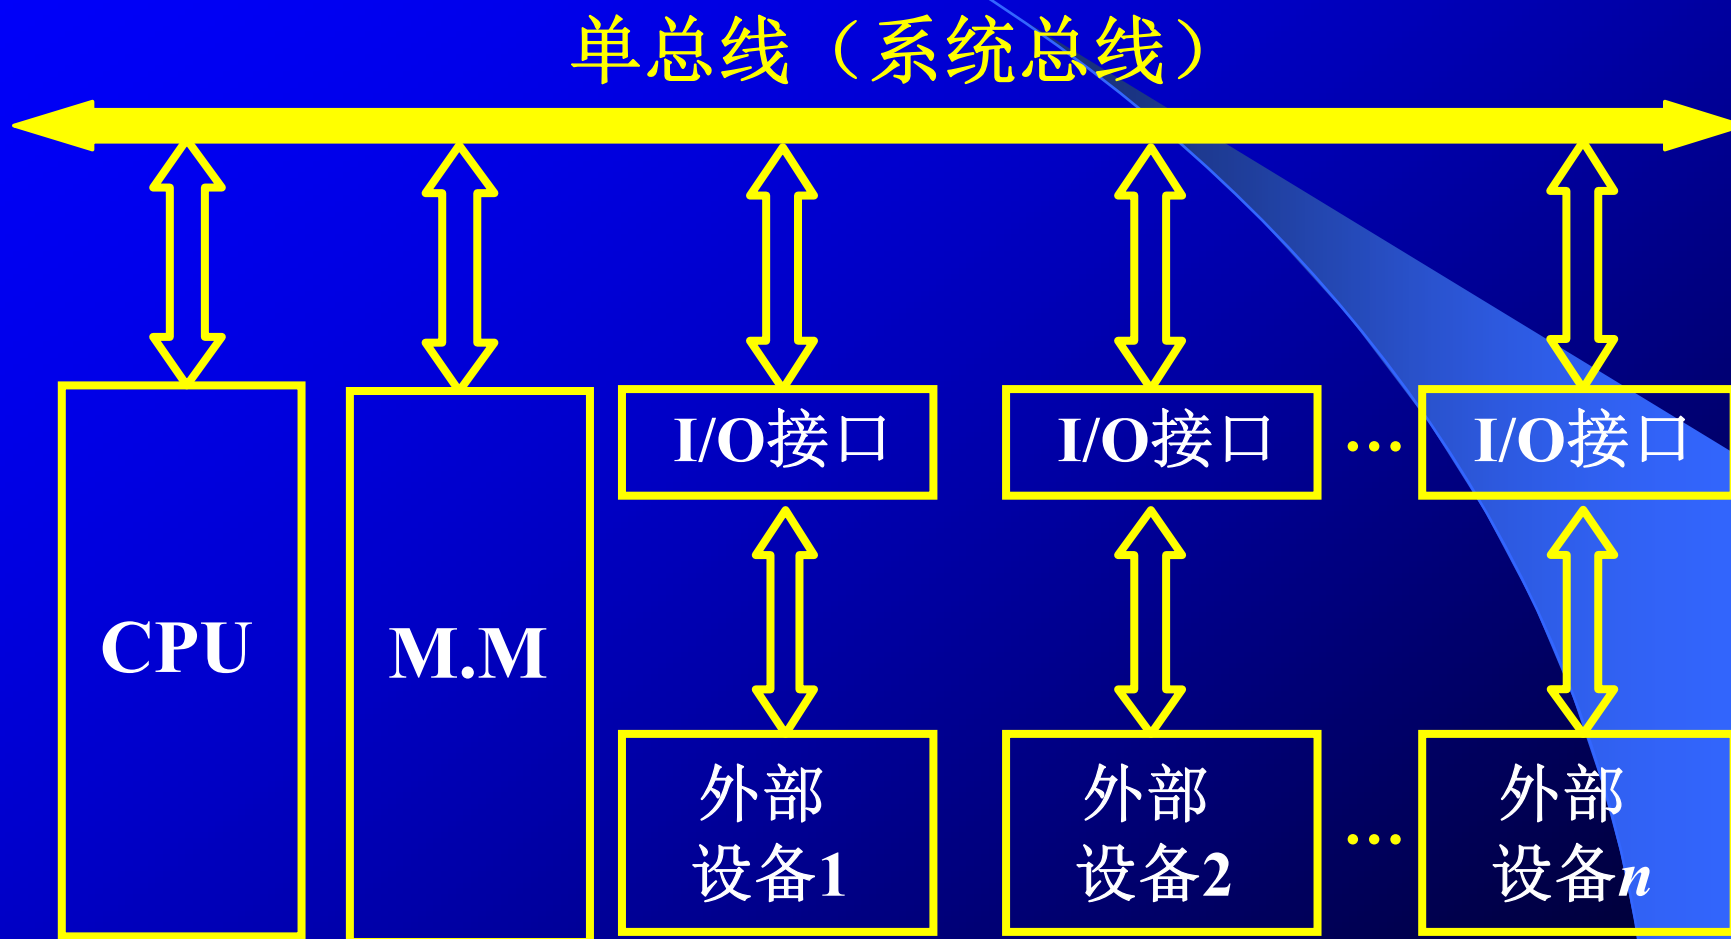 单总线（系统总线）
I/O接口
I/O接口
…
I/O接口
CPU
M.M
外部
设备1
外部
设备2
…
外部
设备n